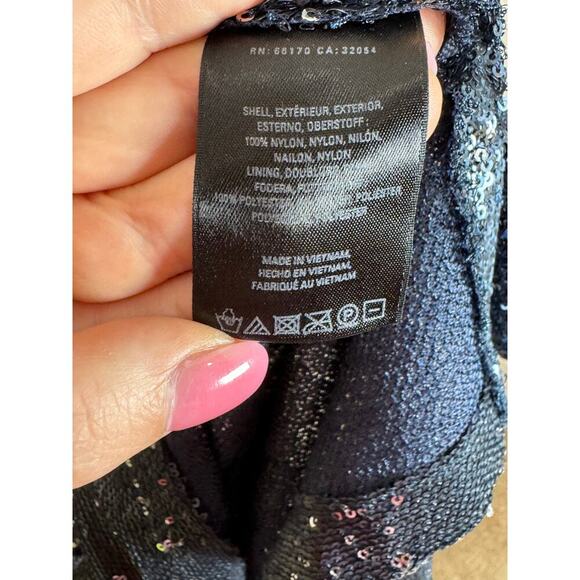 RN: 66170 CA: 32054
SHELL, EXTÉRIEUR, EXTERIOR,
ESTERNO, OBERSTOFF:
100% NYLON, NYLON, NILÓN,
NAILON, NYLON
LINING,
FODERA,
100% POLYESTER
MADE IN VIETNAM.
HECHO EN VIETNAM.
FABRIQUÉ AU VIETNAM
P